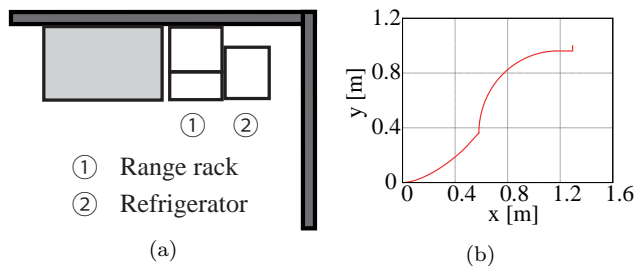 ① ②
① Range rack
② Refrigerator
(a)
y [m]
1.2
0.8
0.4
0
0 0.4 0.8 1.2 1.6
x [m]
(b)